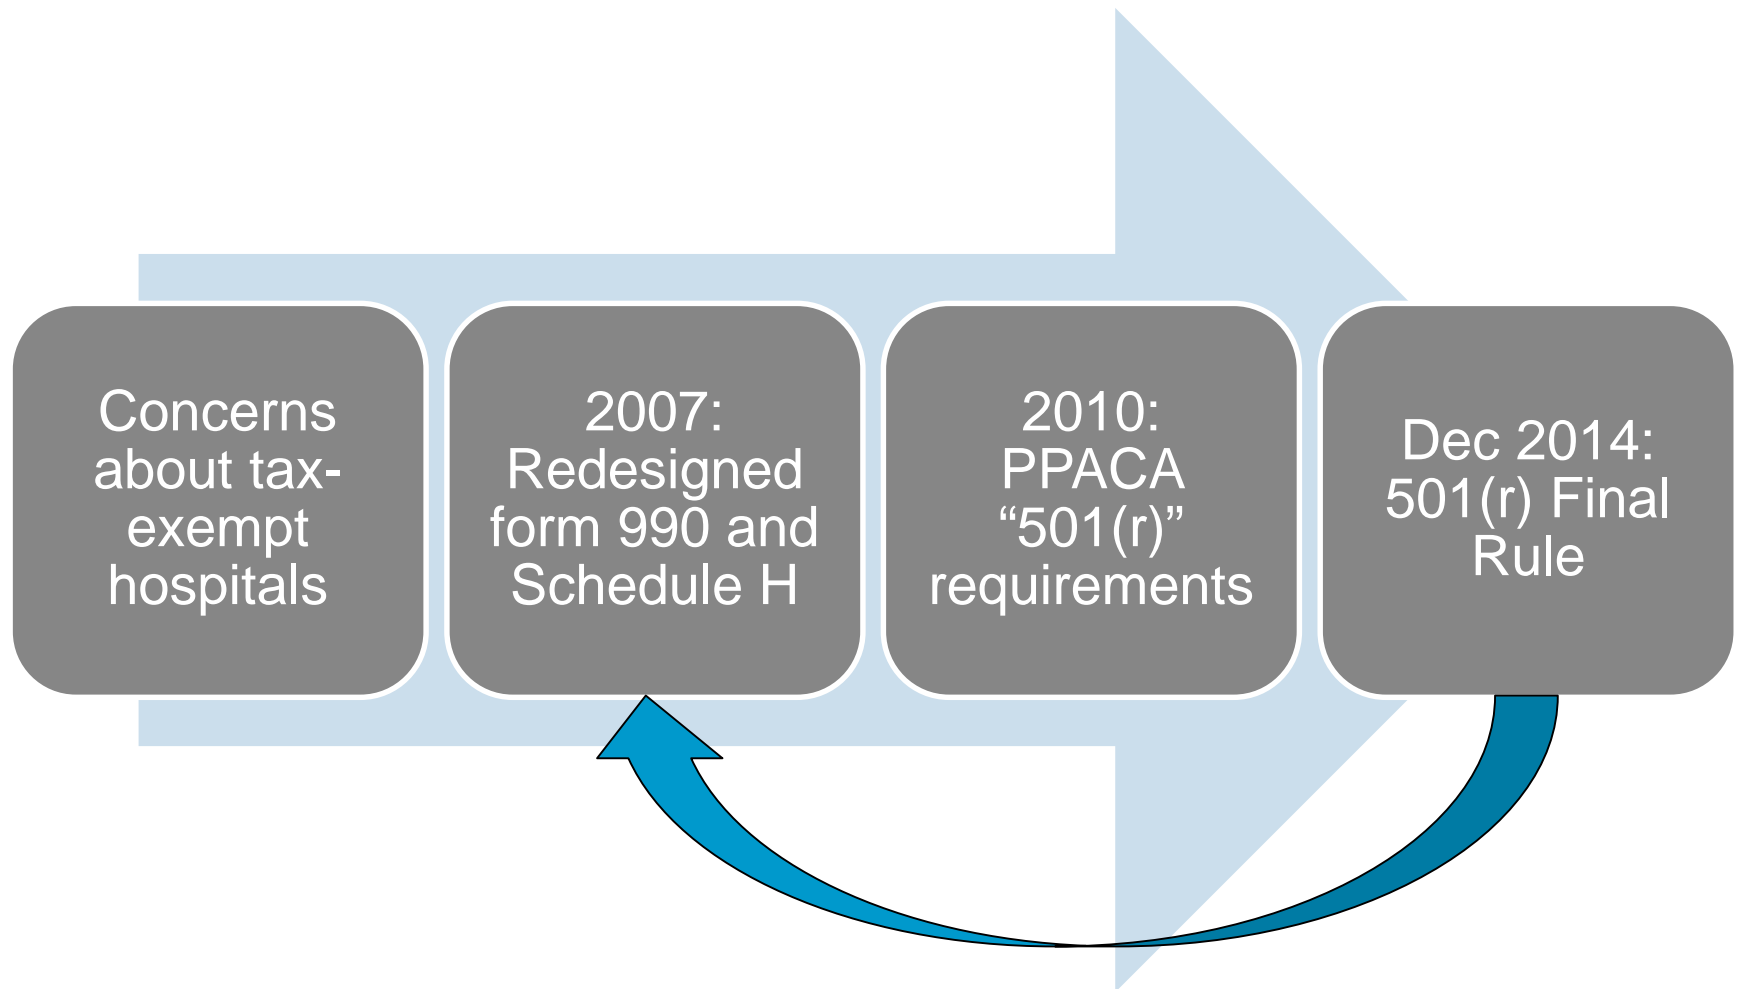 Concerns
about tax-
exempt
hospitals
2007:
Redesigned
form 990 and
Schedule H
2010:
PPACA
“501(r)”
requirements
Dec 2014:
501(r) Final
Rule